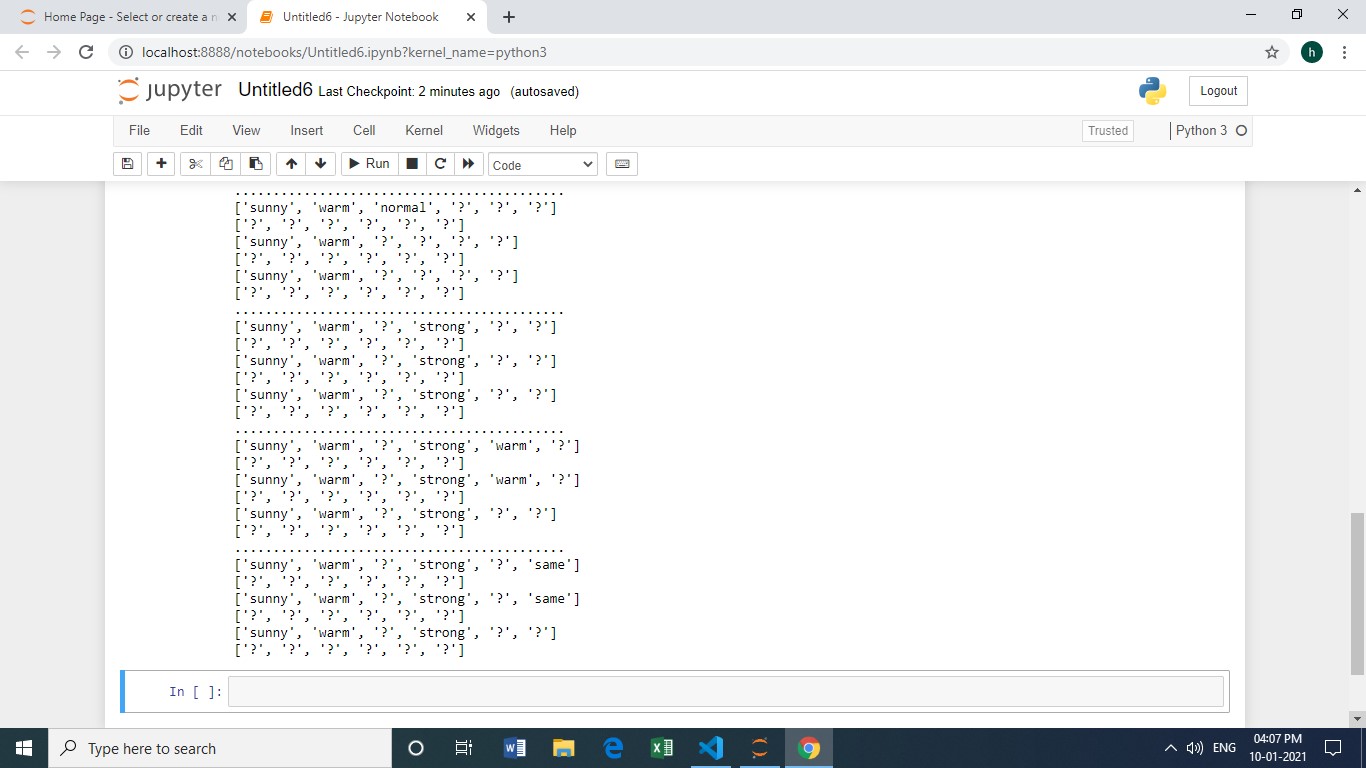 Home Page - Select or create a n
Untitled6 - Jupyter Notebook
localhost:8888/notebooks/Untitled6.ipynb?kernel_name=python3
h
jupyter Untitled6 Last Checkpoint: 2 minutes ago (autosaved)
Logout
File Edit View Insert Cell Kernel Widgets Help
Trusted Python 3
Run Code
...........................................
['sunny', 'warm', 'normal', '?', '?', '?']
['?', '?', '?', '?', '?', '?']
['sunny', 'warm', '?', '?', '?', '?']
['?', '?', '?', '?', '?', '?']
['sunny', 'warm', '?', '?', '?', '?']
['?', '?', '?', '?', '?', '?']
...........................................
['sunny', 'warm', '?', 'strong', '?', '?']
['?', '?', '?', '?', '?', '?']
['sunny', 'warm', '?', 'strong', '?', '?']
['?', '?', '?', '?', '?', '?']
['sunny', 'warm', '?', 'strong', '?', '?']
['?', '?', '?', '?', '?', '?']
...........................................
['sunny', 'warm', '?', 'strong', 'warm', '?']
['?', '?', '?', '?', '?', '?']
['sunny', 'warm', '?', 'strong', 'warm', '?']
['?', '?', '?', '?', '?', '?']
['sunny', 'warm', '?', 'strong', '?', '?']
['?', '?', '?', '?', '?', '?']
...........................................
['sunny', 'warm', '?', 'strong', '?', 'same']
['?', '?', '?', '?', '?', '?']
['sunny', 'warm', '?', 'strong', '?', 'same']
['?', '?', '?', '?', '?', '?']
['sunny', 'warm', '?', 'strong', '?', '?']
['?', '?', '?', '?', '?', '?']
In [ ]:
Type here to search
ENG
04:07 PM
10-01-2021